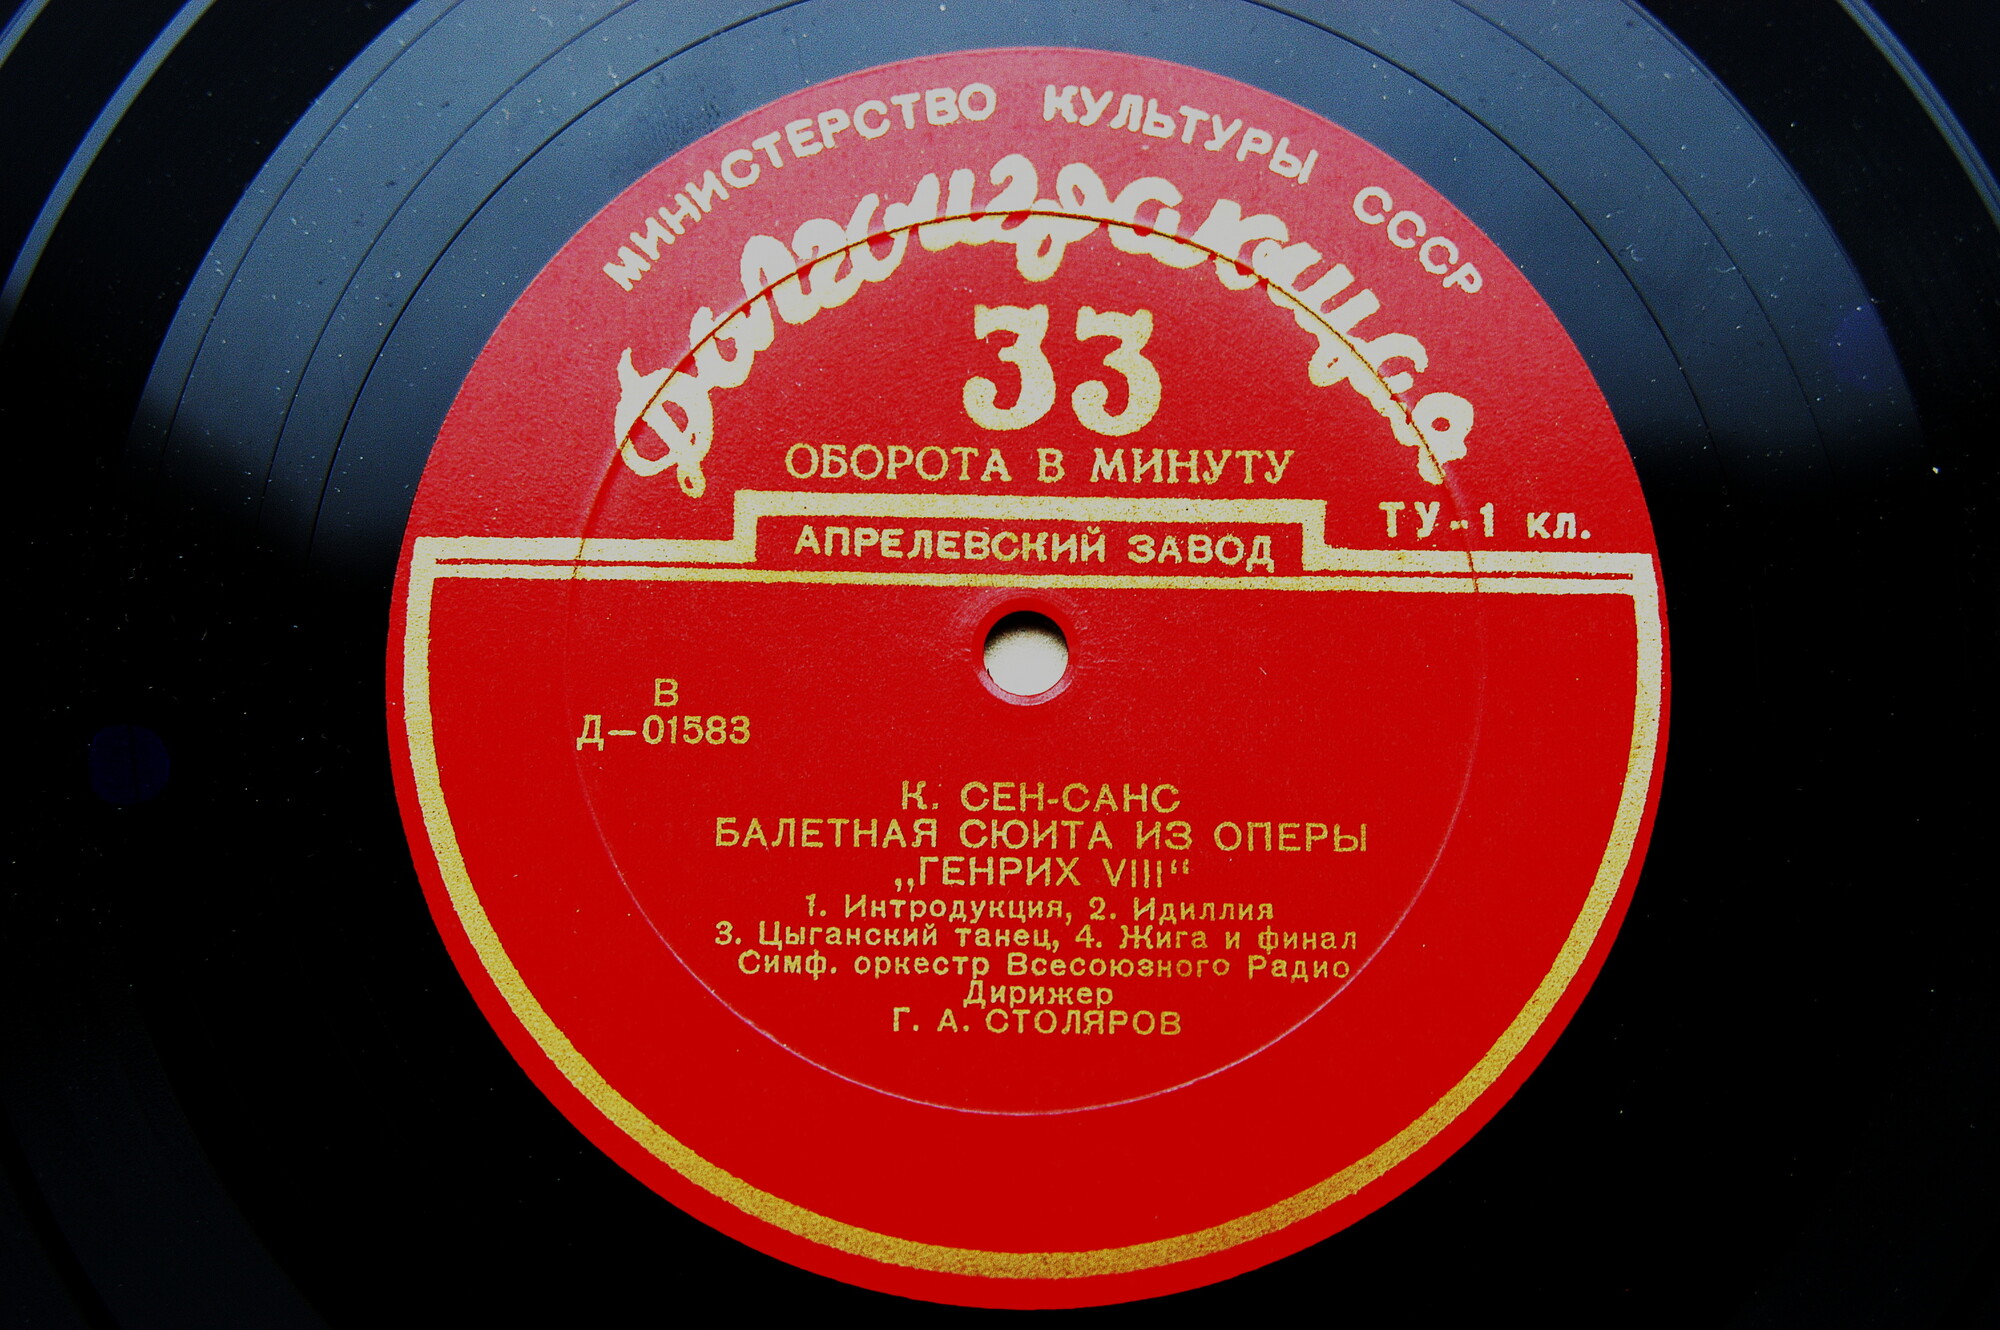 МИНИСТЕРСТВО КУЛЬТУРЫ СССР
Долгоиграющая
33
ОБОРОТА В МИНУТУ
ТУ-1 кл.
АПРЕЛЕВСКИЙ ЗАВОД
В
Д—01583
К. СЕН-САНС
БАЛЕТНАЯ СЮИТА ИЗ ОПЕРЫ
„ГЕНРИХ VIII“
1. Интродукция, 2. Идиллия
3. Цыганский танец, 4. Жига и финал
Симф. оркестр Всесоюзного Радио
Дирижер
Г. А. СТОЛЯРОВ